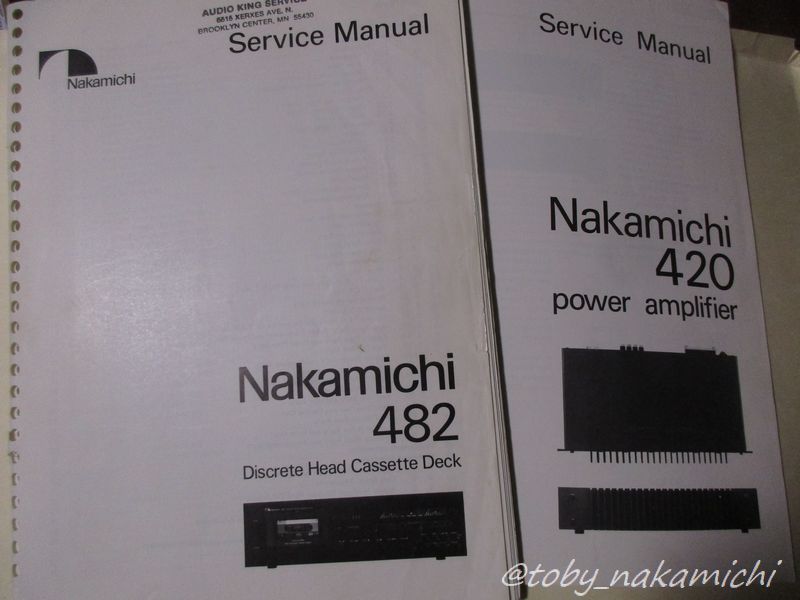 AUDIO KING SERVICE
6815 XERXES AVE, N.
BROOKLYN CENTER, MN 55430
Service Manual
Nakamichi
Nakamichi
482
Discrete Head Cassette Deck
Service Manual
Nakamichi
420
power amplifier
@toby_nakamichi